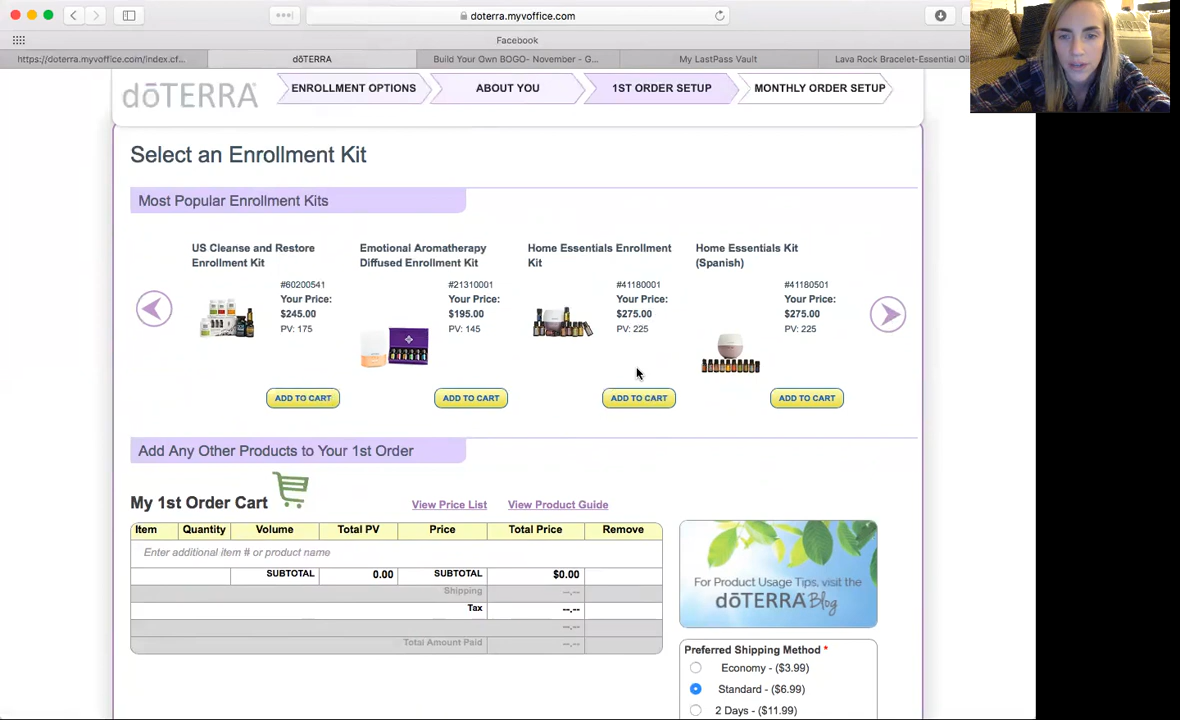 doterra.myvoffice.com
Facebook
https://doterra.myvoffice.com/index.cf...
dōTERRA
Build Your Own BOGO- November - G...
My LastPass Vault
Lava Rock Bracelet-Essential Oil
dōTERRA
ENROLLMENT OPTIONS
ABOUT YOU
1ST ORDER SETUP
MONTHLY ORDER SETUP
Select an Enrollment Kit
Most Popular Enrollment Kits
US Cleanse and Restore
Enrollment Kit
#60200541
Your Price:
$245.00
PV: 175
ADD TO CART
Emotional Aromatherapy
Diffused Enrollment Kit
#21310001
Your Price:
$195.00
PV: 145
ADD TO CART
Home Essentials Enrollment
Kit
#41180001
Your Price:
$275.00
PV: 225
ADD TO CART
Home Essentials Kit
(Spanish)
#41180501
Your Price:
$275.00
PV: 225
ADD TO CART
Add Any Other Products to Your 1st Order
My 1st Order Cart
View Price List
View Product Guide
Item Quantity Volume Total PV Price Total Price Remove
Enter additional item # or product name
SUBTOTAL 0.00 SUBTOTAL $0.00
Shipping --.--
Tax --.--
--.--
Total Amount Paid --.--
For Product Usage Tips, visit the
dōTERRA Blog
Preferred Shipping Method *
Economy - ($3.99)
Standard - ($6.99)
2 Days - ($11.99)